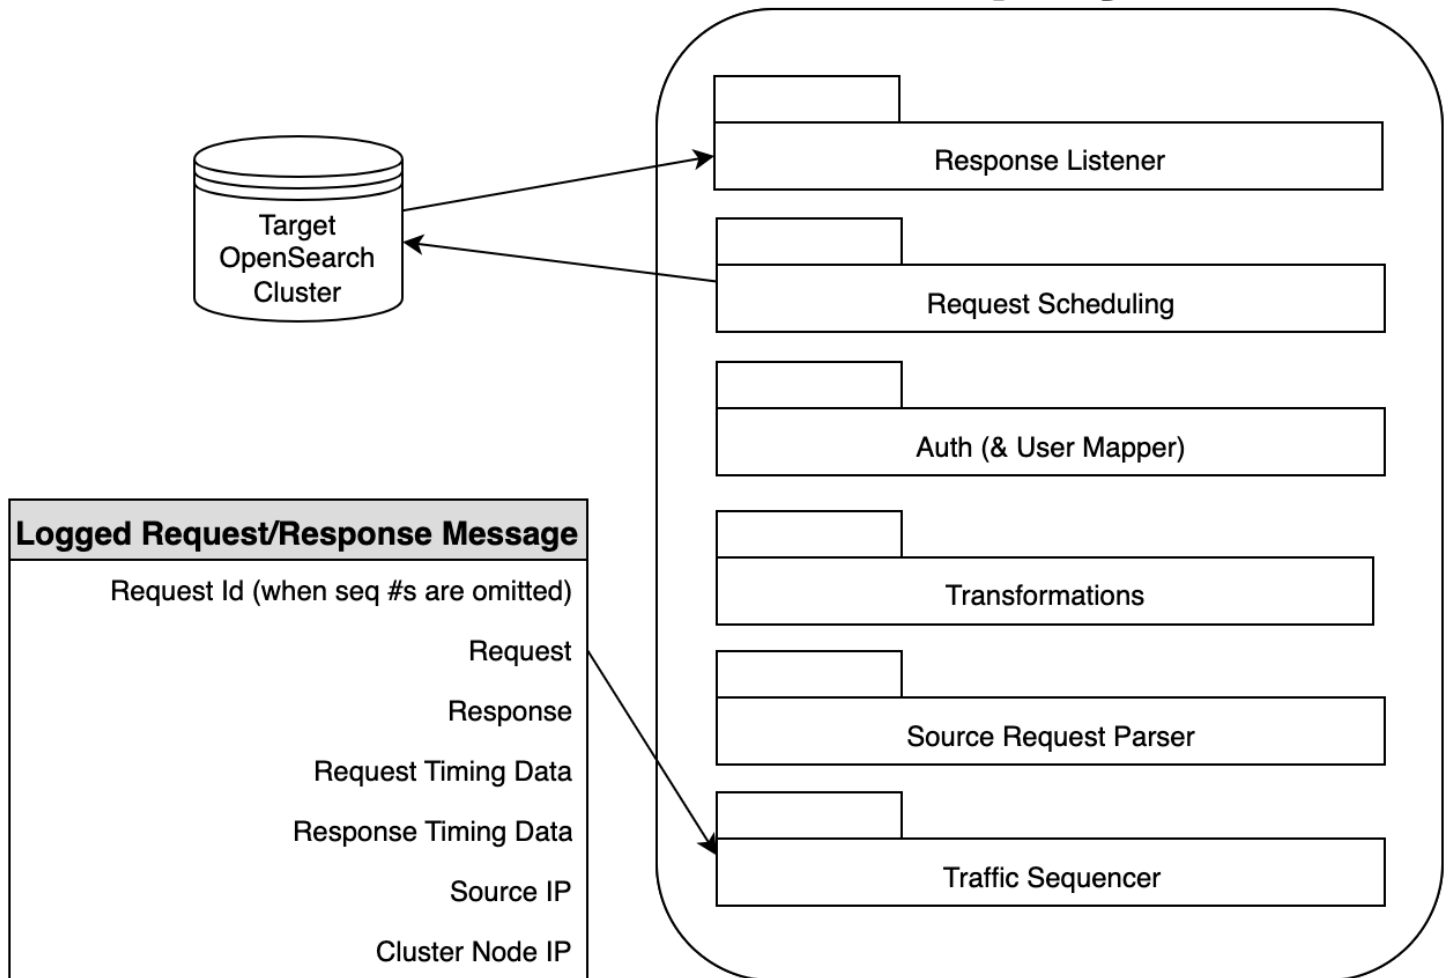 Response Listener
Target
OpenSearch
Cluster
Request Scheduling
Auth (& User Mapper)
Logged Request/Response Message
Request Id (when seq #s are omitted)
Request
Response
Request Timing Data
Response Timing Data
Source IP
Cluster Node IP
Transformations
Source Request Parser
Traffic Sequencer